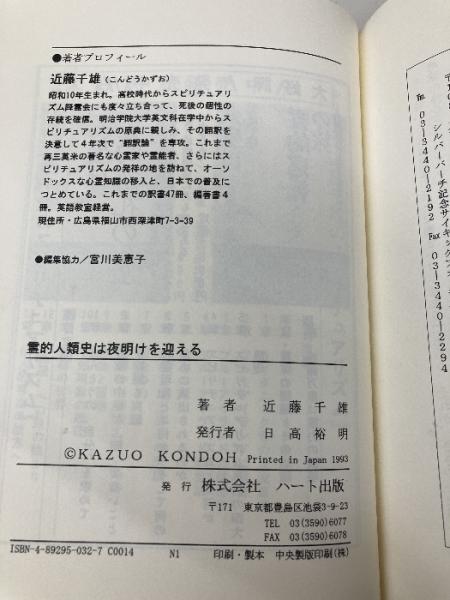 ●著者プロフィール
近藤千雄(こんどうかずお)
昭和10年生まれ。高校時代からスピリチュアリ
ズム降霊会にも度々立ち合って、死後の個性の
存続を確信。明治学院大学英文科在学中からス
ピリチュアリズムの原典に親しみ、その翻訳を
決意して4年次で“翻訳論”を専攻。これまで
再三英米の著名な心霊家や霊能者、さらにはス
ピリチュアリズムの発祥の地を訪ねて、オーソ
ドックスな心霊知識の移入と、日本での普及に
つとめている。これまでの訳書47冊、編著書4
冊。英語教室経営。
現住所・広島県福山市西深津町7-3-39
●編集協力/宮川美恵子
霊的人類史は夜明けを迎える
著者 近藤千雄
発行者 日高裕明
©KAZUO KONDOH Printed in Japan 1993
発行 株式会社 ハート出版
〒171 東京都豊島区池袋3-9-23
TEL 03(3590)6077
FAX 03(3590)6078
ISBN-4-89295-032-7 C0014 N1 印刷・製本 中央製版印刷(株)
シルバーバーチ記念サイキック
℡ 03-3440-2192 Fax 03-3440-2294